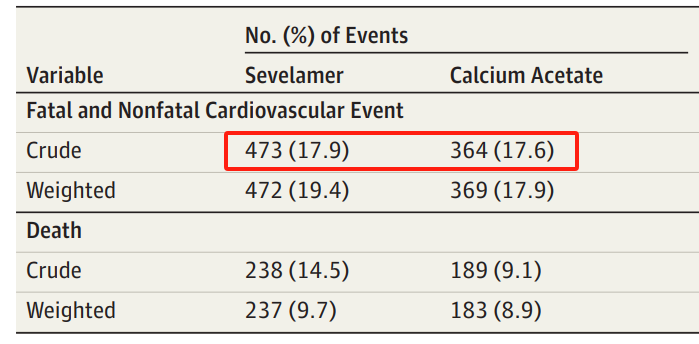 No. (%) of Events
Variable Sevelamer Calcium Acetate
Fatal and Nonfatal Cardiovascular Event
Crude 473 (17.9) 364 (17.6)
Weighted 472 (19.4) 369 (17.9)
Death
Crude 238 (14.5) 189 (9.1)
Weighted 237 (9.7) 183 (8.9)